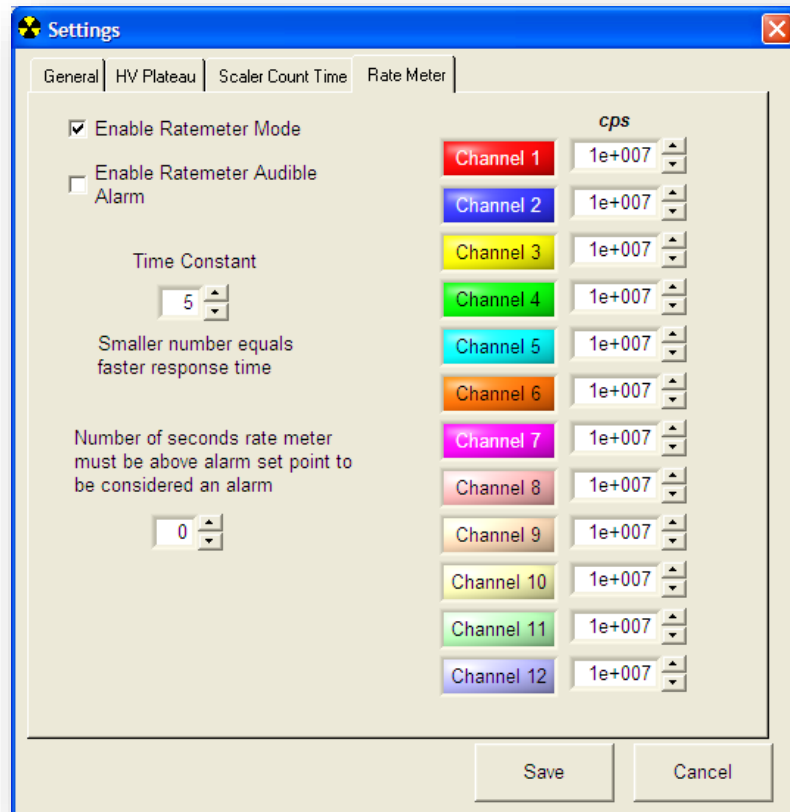 Settings
General HV Plateau Scaler Count Time Rate Meter
Enable Ratemeter Mode
Enable Ratemeter Audible
Alarm
Time Constant
5
Smaller number equals
faster response time
Number of seconds rate meter
must be above alarm set point to
be considered an alarm
0
cps
Channel 1 1e+007
Channel 2 1e+007
Channel 3 1e+007
Channel 4 1e+007
Channel 5 1e+007
Channel 6 1e+007
Channel 7 1e+007
Channel 8 1e+007
Channel 9 1e+007
Channel 10 1e+007
Channel 11 1e+007
Channel 12 1e+007
Save Cancel